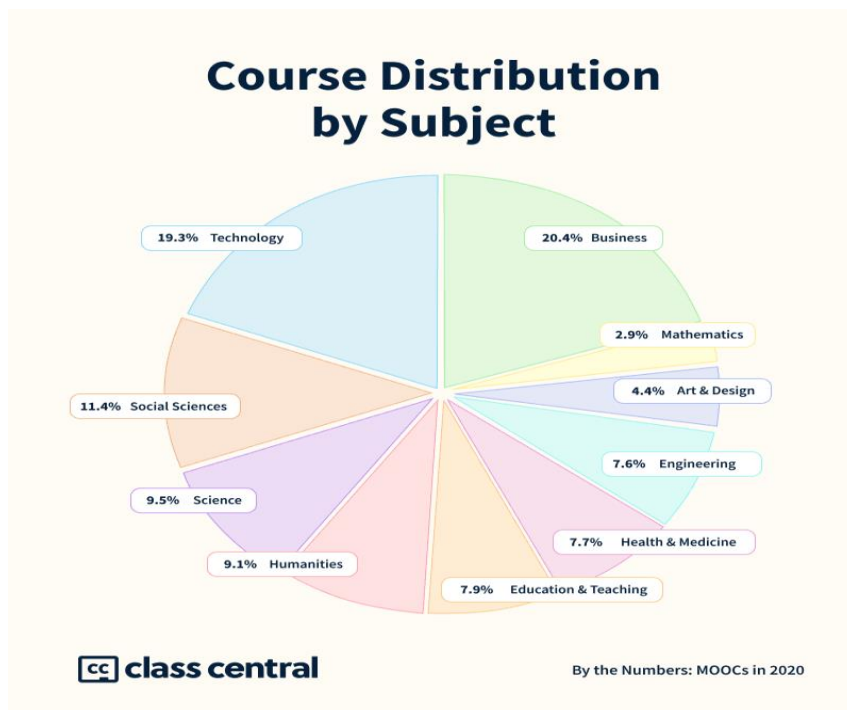 Course Distribution
by Subject
19.3% Technology
20.4% Business
2.9% Mathematics
4.4% Art & Design
11.4% Social Sciences
7.6% Engineering
9.5% Science
7.7% Health & Medicine
9.1% Humanities
7.9% Education & Teaching
cc class central
By the Numbers: MOOCs in 2020